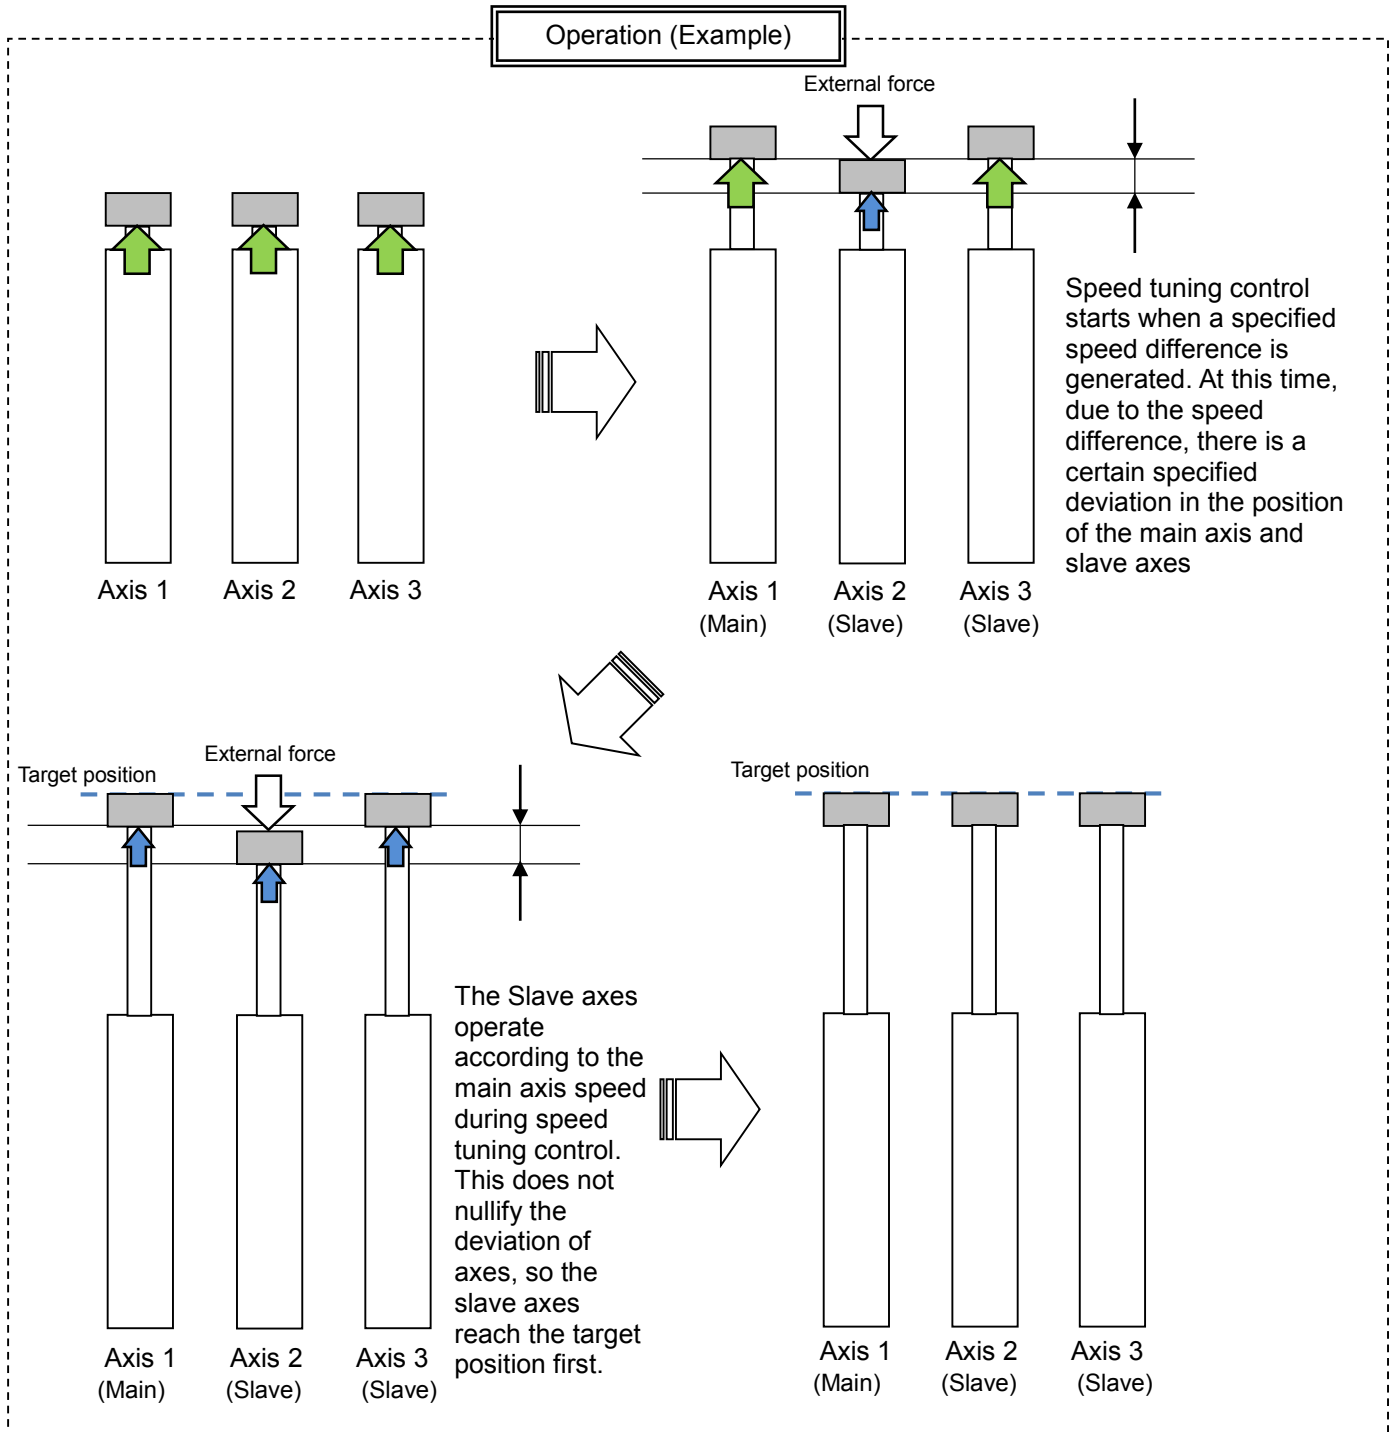 Operation (Example)
External force
Axis 1
Axis 2
Axis 3
Axis 1
(Main)
Axis 2
(Slave)
Axis 3
(Slave)
Speed tuning control
starts when a specified
speed difference is
generated. At this time,
due to the speed
difference, there is a
certain specified
deviation in the position
of the main axis and
slave axes
Target position
External force
Axis 1
(Main)
Axis 2
(Slave)
Axis 3
(Slave)
The Slave axes
operate
according to the
main axis speed
during speed
tuning control.
This does not
nullify the
deviation of
axes, so the
slave axes
reach the target
position first.
Target position
Axis 1
(Main)
Axis 2
(Slave)
Axis 3
(Slave)